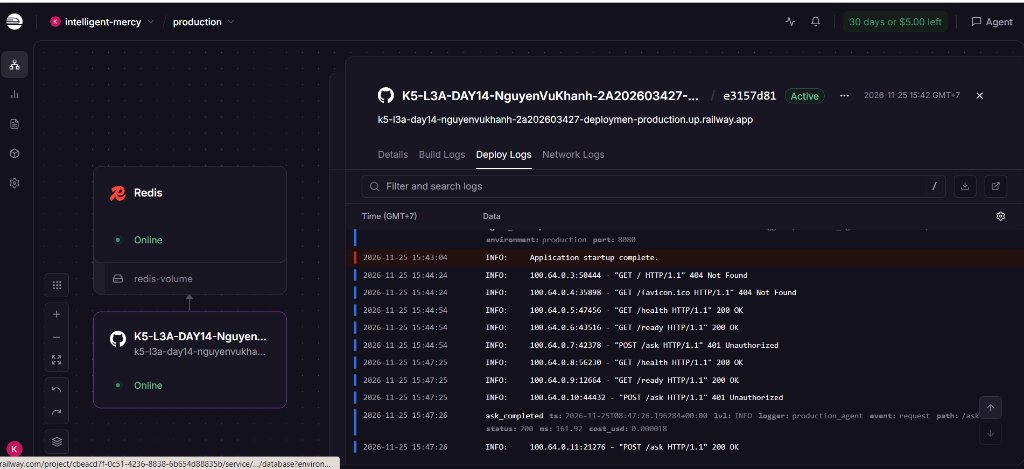 K intelligent-mercy / production
30 days or $5.00 left
Agent
K5-L3A-DAY14-NguyenVuKhanh-2A202603427-... / e3157d81 Active ... 2026-11-25 15:42 GMT+7
k5-l3a-day14-nguyenvukhanh-2a202603427-deploymen-production.up.railway.app
Details Build Logs Deploy Logs Network Logs
Filter and search logs /
Time (GMT+7) Data
environment: production port: 8080
2026-11-25 15:43:04 INFO: Application startup complete.
2026-11-25 15:44:24 INFO: 100.64.0.3:50444 - "GET / HTTP/1.1" 404 Not Found
2026-11-25 15:44:24 INFO: 100.64.0.4:35898 - "GET /favicon.ico HTTP/1.1" 404 Not Found
2026-11-25 15:44:54 INFO: 100.64.0.5:47456 - "GET /health HTTP/1.1" 200 OK
2026-11-25 15:44:54 INFO: 100.64.0.6:43516 - "GET /ready HTTP/1.1" 200 OK
2026-11-25 15:44:54 INFO: 100.64.0.7:42378 - "POST /ask HTTP/1.1" 401 Unauthorized
2026-11-25 15:47:25 INFO: 100.64.0.8:56230 - "GET /health HTTP/1.1" 200 OK
2026-11-25 15:47:25 INFO: 100.64.0.9:12664 - "GET /ready HTTP/1.1" 200 OK
2026-11-25 15:47:25 INFO: 100.64.0.10:44432 - "POST /ask HTTP/1.1" 401 Unauthorized
2026-11-25 15:47:26 ask_completed ts: 2026-11-25T08:47:26.196284+00:00 lvl: INFO logger: production_agent event: request path: /ask
status: 200 ms: 161.92 cost_usd: 0.000018
2026-11-25 15:47:26 INFO: 100.64.0.11:21276 - "POST /ask HTTP/1.1" 200 OK
Redis
Online
redis-volume
K5-L3A-DAY14-Nguyen...
k5-l3a-day14-nguyenvukha...
Online
K
railway.com/project/cbeacd7f-0c51-4236-8838-6b654d88835b/service/.../database?environ...